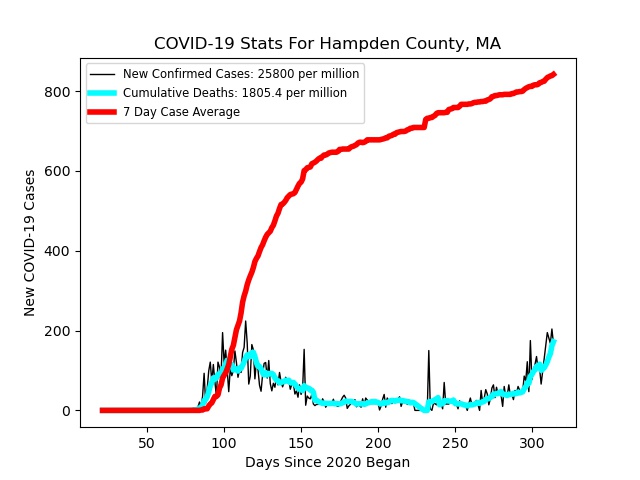 COVID-19 Stats For Hampden County, MA
New Confirmed Cases: 25800 per million
Cumulative Deaths: 1805.4 per million
7 Day Case Average
800
600
400
200
0
New COVID-19 Cases
50 100 150 200 250 300
Days Since 2020 Began